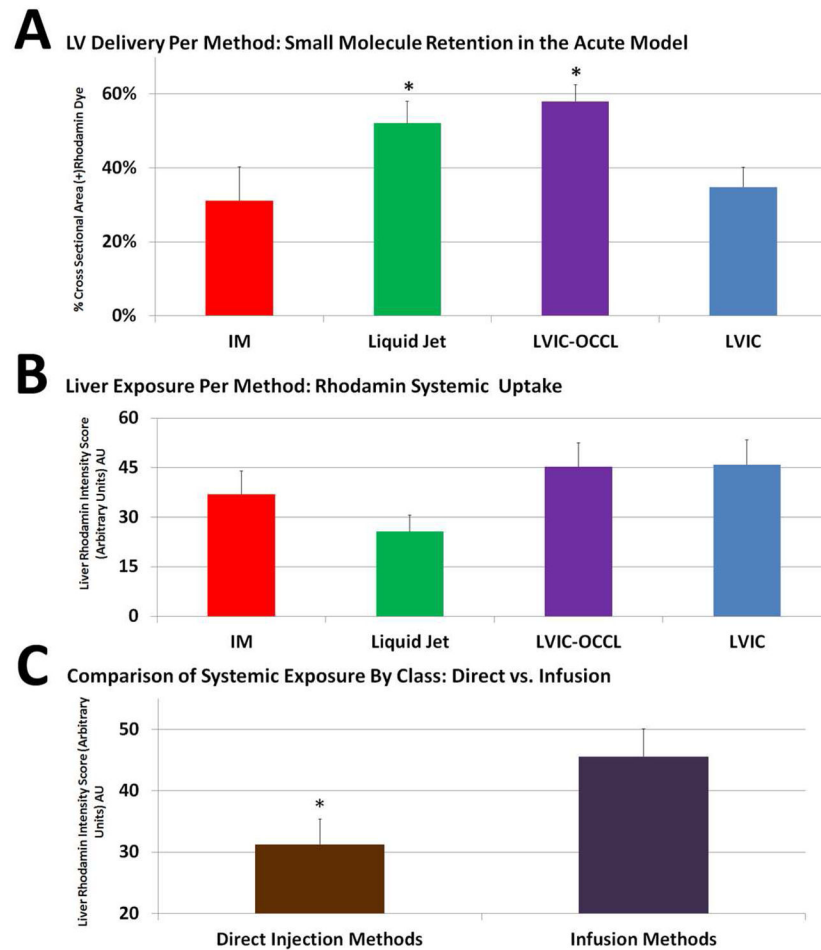 A
LV Delivery Per Method: Small Molecule Retention in the Acute Model
% Cross Sectional Area (+)Rhodamin Dye
60%
40%
20%
0%
*
*
IM
Liquid Jet
LVIC-OCCL
LVIC
B
Liver Exposure Per Method: Rhodamin Systemic Uptake
Liver Rhodamin Intensity Score
(Arbitrary Units) AU
60
45
30
15
0
IM
Liquid Jet
LVIC-OCCL
LVIC
C
Comparison of Systemic Exposure By Class: Direct vs. Infusion
Liver Rhodamin Intensity Score (Arbitrary
Units) AU
50
40
30
20
*
Direct Injection Methods
Infusion Methods